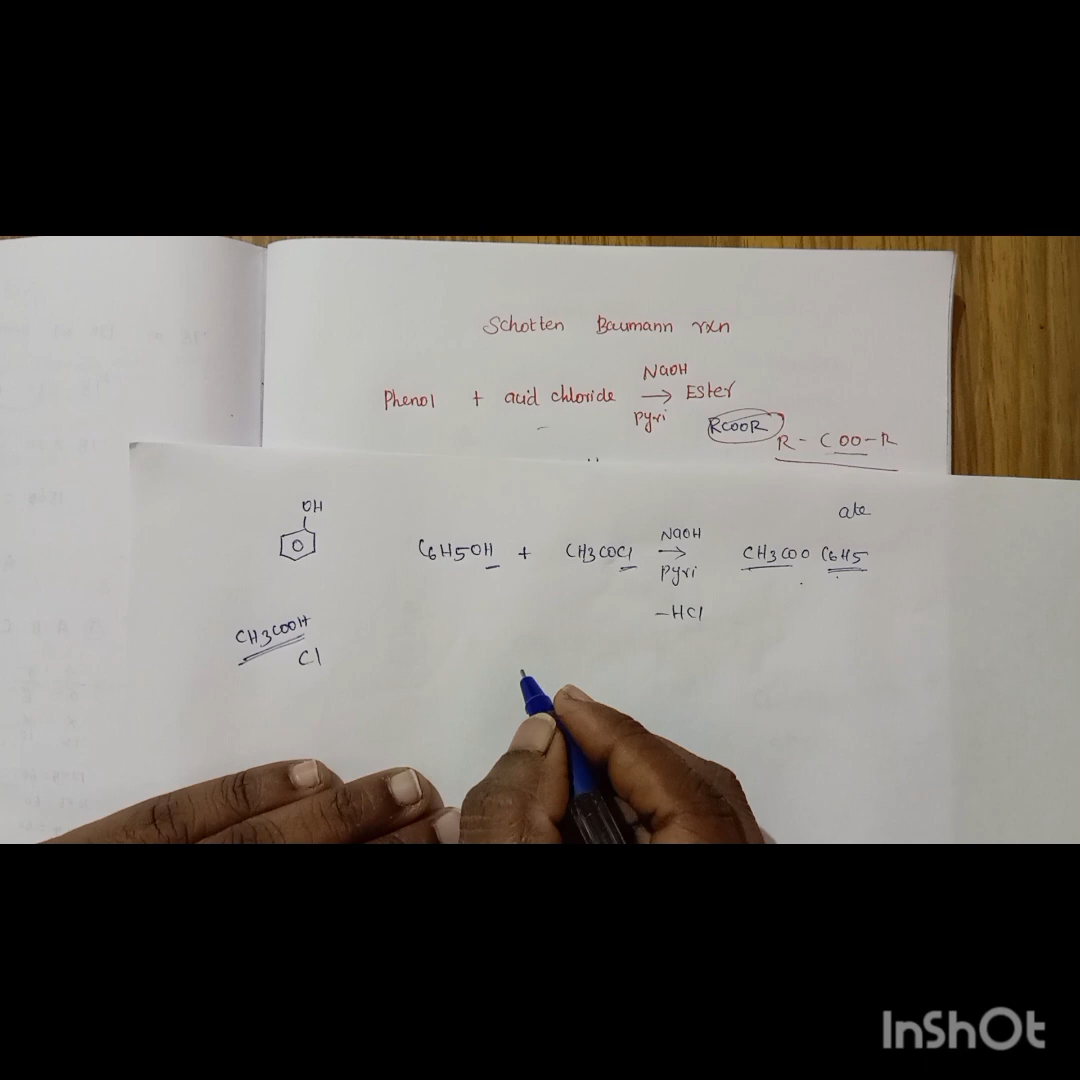 Schotten Baumann rxn
NaOH
Phenol + acid chloride → Ester
pyri
RCOOR
R - COO-R
ate
OH
NaOH
C6H5OH + CH3COCl → CH3COO C6H5
pyri
-HCl
CH3COOH
Cl
InShOt